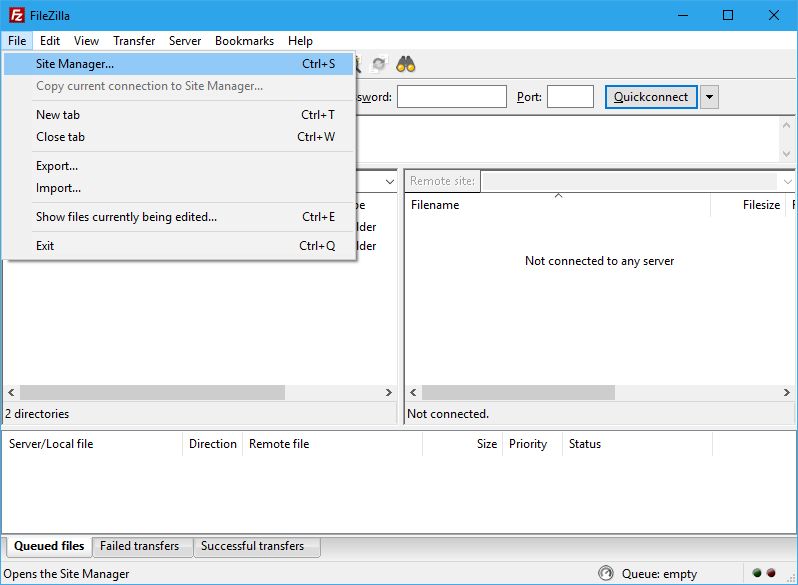 FileZilla
File Edit View Transfer Server Bookmarks Help
Site Manager... Ctrl+S
Copy current connection to Site Manager...
New tab Ctrl+T
Close tab Ctrl+W
Export...
Import...
Show files currently being edited... Ctrl+E
Exit Ctrl+Q
sword: Port: Quickconnect
Remote site:
Filename Filesize F
pe
lder
lder
Not connected to any server
2 directories
Not connected.
Server/Local file Direction Remote file Size Priority Status
Queued files Failed transfers Successful transfers
Opens the Site Manager Queue: empty